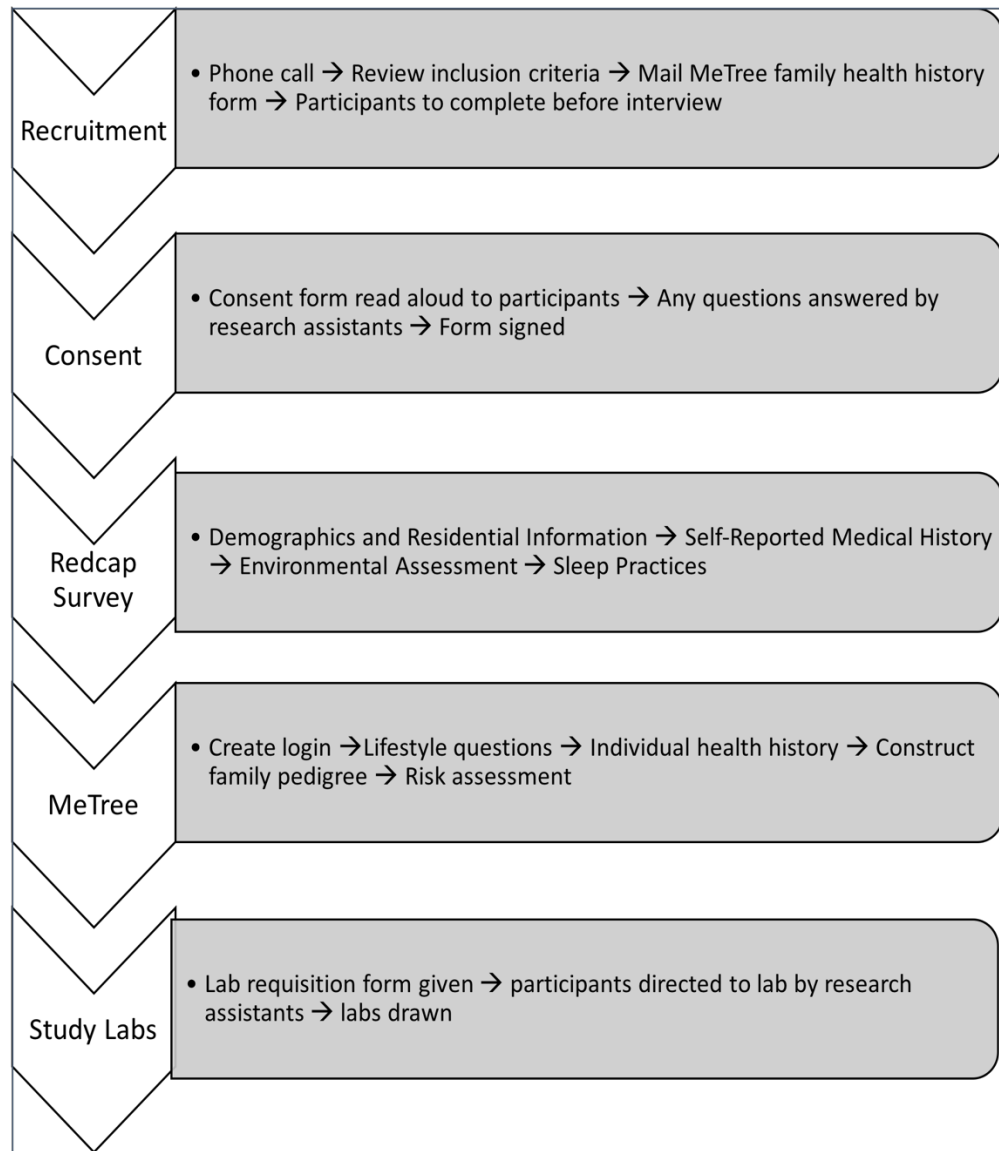 Recruitment
• Phone call → Review inclusion criteria → Mail MeTree family health history
form → Participants to complete before interview
Consent
• Consent form read aloud to participants → Any questions answered by
research assistants → Form signed
Redcap
Survey
• Demographics and Residential Information → Self-Reported Medical History
→ Environmental Assessment → Sleep Practices
MeTree
• Create login →Lifestyle questions → Individual health history → Construct
family pedigree → Risk assessment
Study Labs
• Lab requisition form given → participants directed to lab by research
assistants → labs drawn